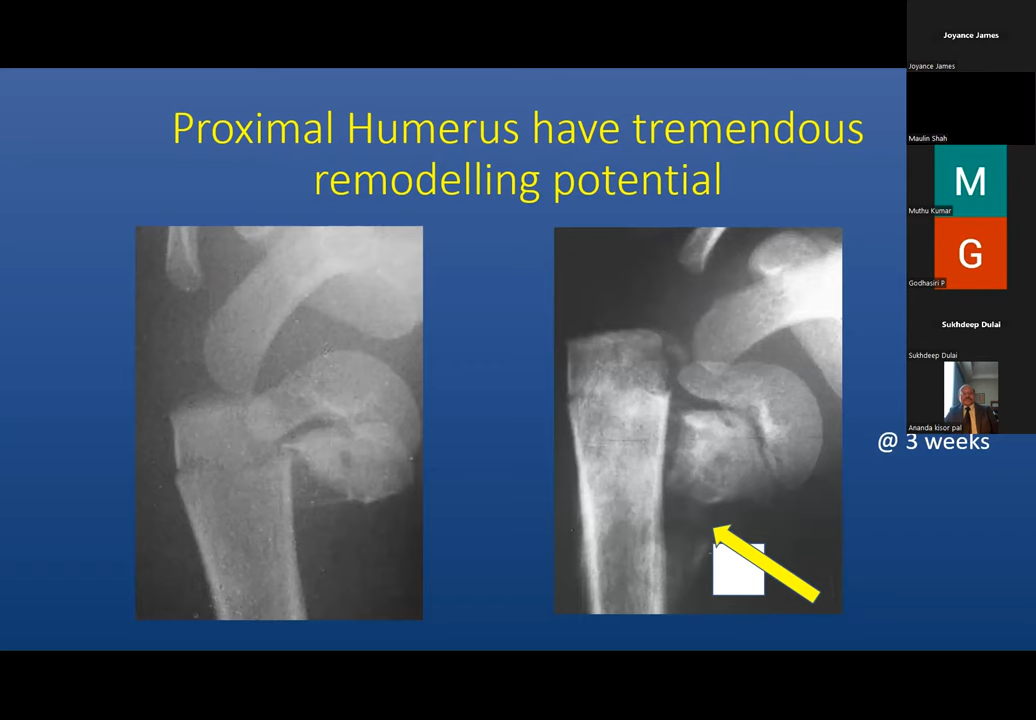 Proximal Humerus have tremendous
remodelling potential
@ 3 weeks
Joyance James
Joyance James
Maulin Shah
M
Muthu Kumar
G
Godhasiri P
Sukhdeep Dulai
Sukhdeep Dulai
Ananda kisor pal